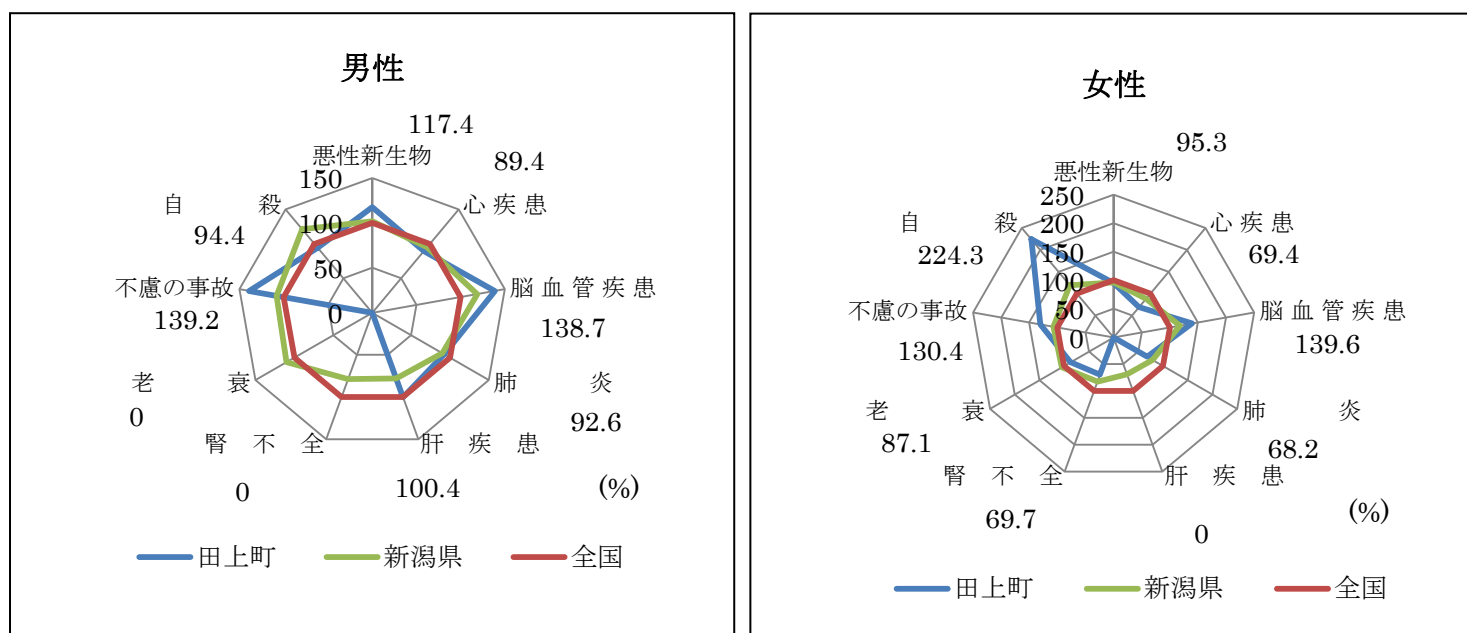 男性
117.4
悪性新生物
89.4
150
心 疾 患
自 殺
100
94.4
50
不慮の事故
脳 血 管 疾 患
139.2
0
138.7
老 衰
肺 炎
0
92.6
腎 不 全
肝 疾 患
0
100.4
(%)
田上町 新潟県 全国
女性
95.3
悪性新生物
250
心 疾 患
200
自 殺
69.4
150
224.3
100
不慮の事故
50
脳 血 管 疾 患
130.4
0
139.6
老 衰
肺 炎
87.1
68.2
腎 不 全
肝 疾 患
69.7
(%)
0
田上町 新潟県 全国